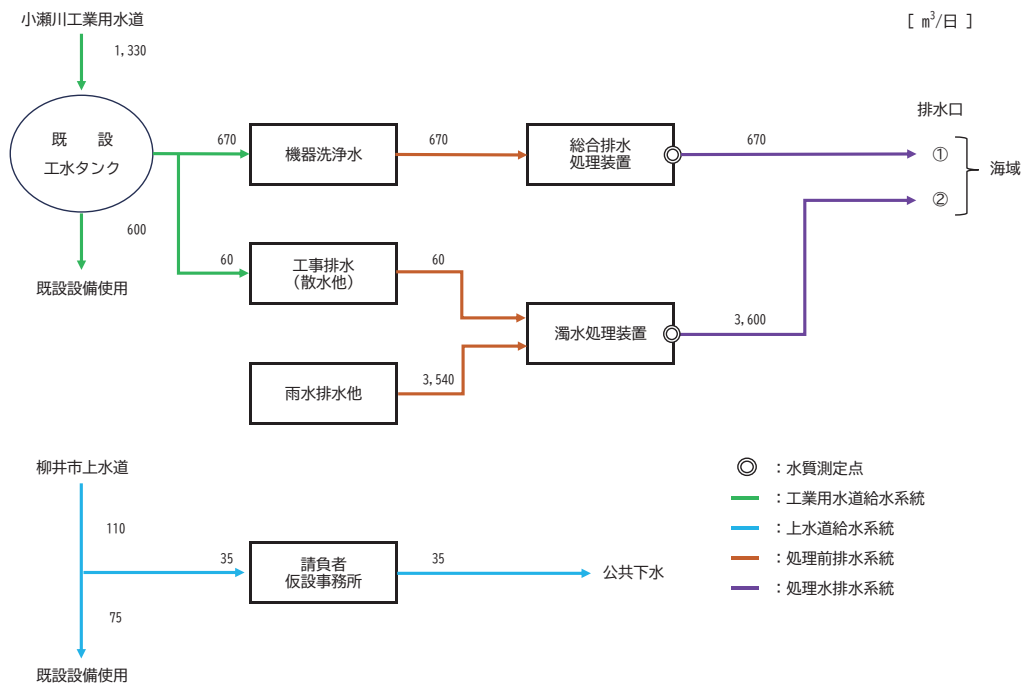 小瀬川工業用水道
[ m³/日 ]
1,330
排水口
既 設
工水タンク
670
機器洗浄水
670
総合排水
処理装置
670
①
②
海域
600
既設設備使用
60
工事排水
(散水他)
60
濁水処理装置
3,600
雨水排水他
3,540
柳井市上水道
110
35
請負者
仮設事務所
35
公共下水
75
既設設備使用
：水質測定点
：工業用水道給水系統
：上水道給水系統
：処理前排水系統
：処理水排水系統